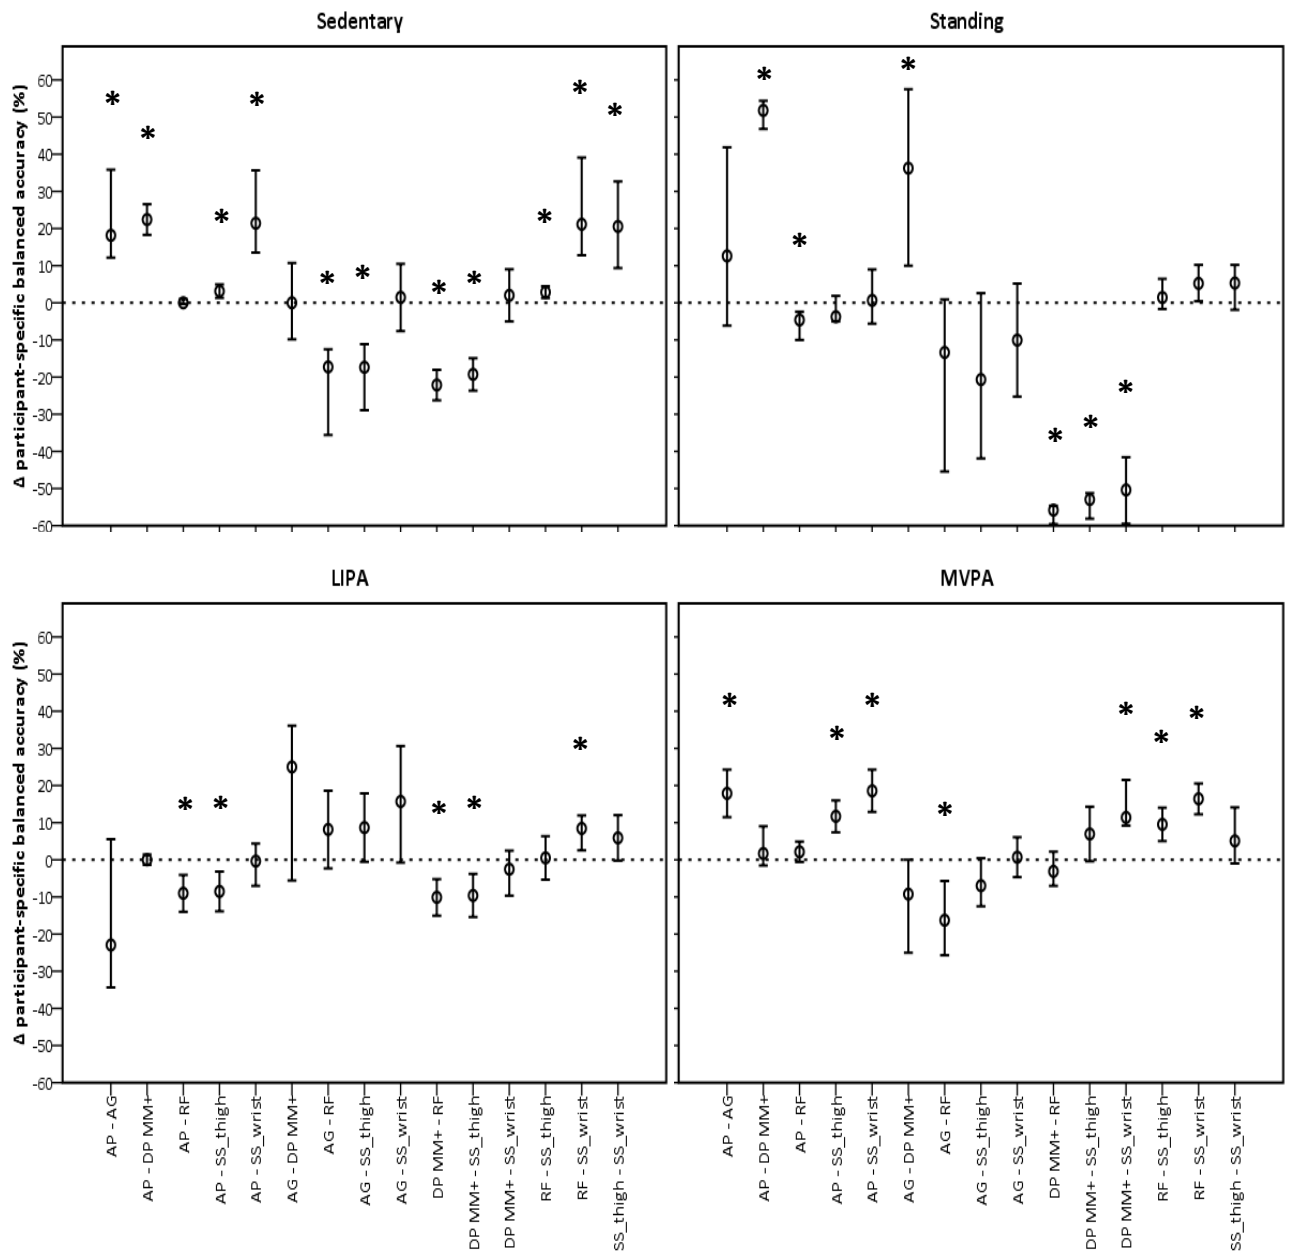 Sedentary
Standing
Δ participant-specific balanced accuracy (%)
60
50
40
30
20
10
0
-10
-20
-30
-40
-50
-60
* * * * * * * * * * *
* * * * * *
LIPA
MVPA
Δ participant-specific balanced accuracy (%)
60
50
40
30
20
10
0
-10
-20
-30
-40
-50
-60
* * * * *
* * * * * * *
AP - AG
AP - DP MM+
AP - RF
AP - SS_thigh
AP - SS_wrist
AG - DP MM+
AG - RF
AG - SS_thigh
AG - SS_wrist
DP MM+ - RF
DP MM+ - SS_thigh
DP MM+ - SS_wrist
RF - SS_thigh
RF - SS_wrist
SS_thigh - SS_wrist
AP - AG
AP - DP MM+
AP - RF
AP - SS_thigh
AP - SS_wrist
AG - DP MM+
AG - RF
AG - SS_thigh
AG - SS_wrist
DP MM+ - RF
DP MM+ - SS_thigh
DP MM+ - SS_wrist
RF - SS_thigh
RF - SS_wrist
SS_thigh - SS_wrist